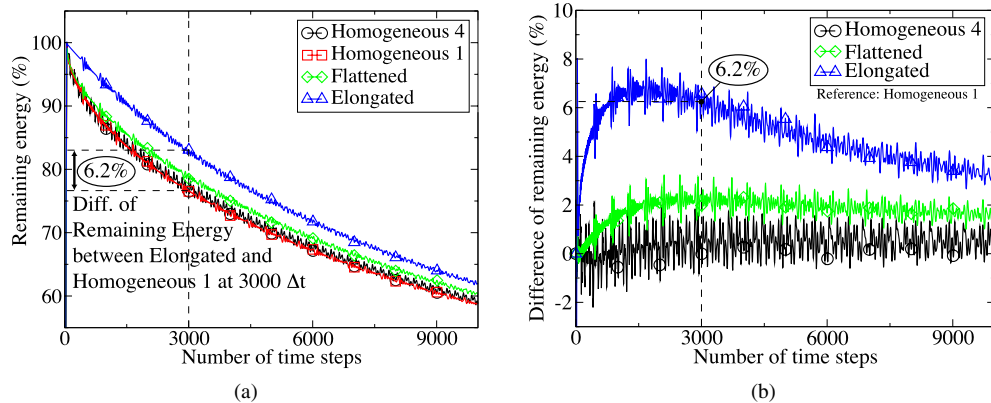 Remaining energy (%)
100
90
80
70
60
0
3000
6000
9000
Number of time steps
Homogeneous 4
Homogeneous 1
Flattened
Elongated
6.2%
Diff. of
Remaining Energy
between Elongated and
Homogeneous 1 at 3000 Δt
(a)
Difference of remaining energy (%)
10
8
6
4
2
0
-2
0
3000
6000
9000
Number of time steps
6.2%
Homogeneous 4
Flattened
Elongated
Reference: Homogeneous 1
(b)